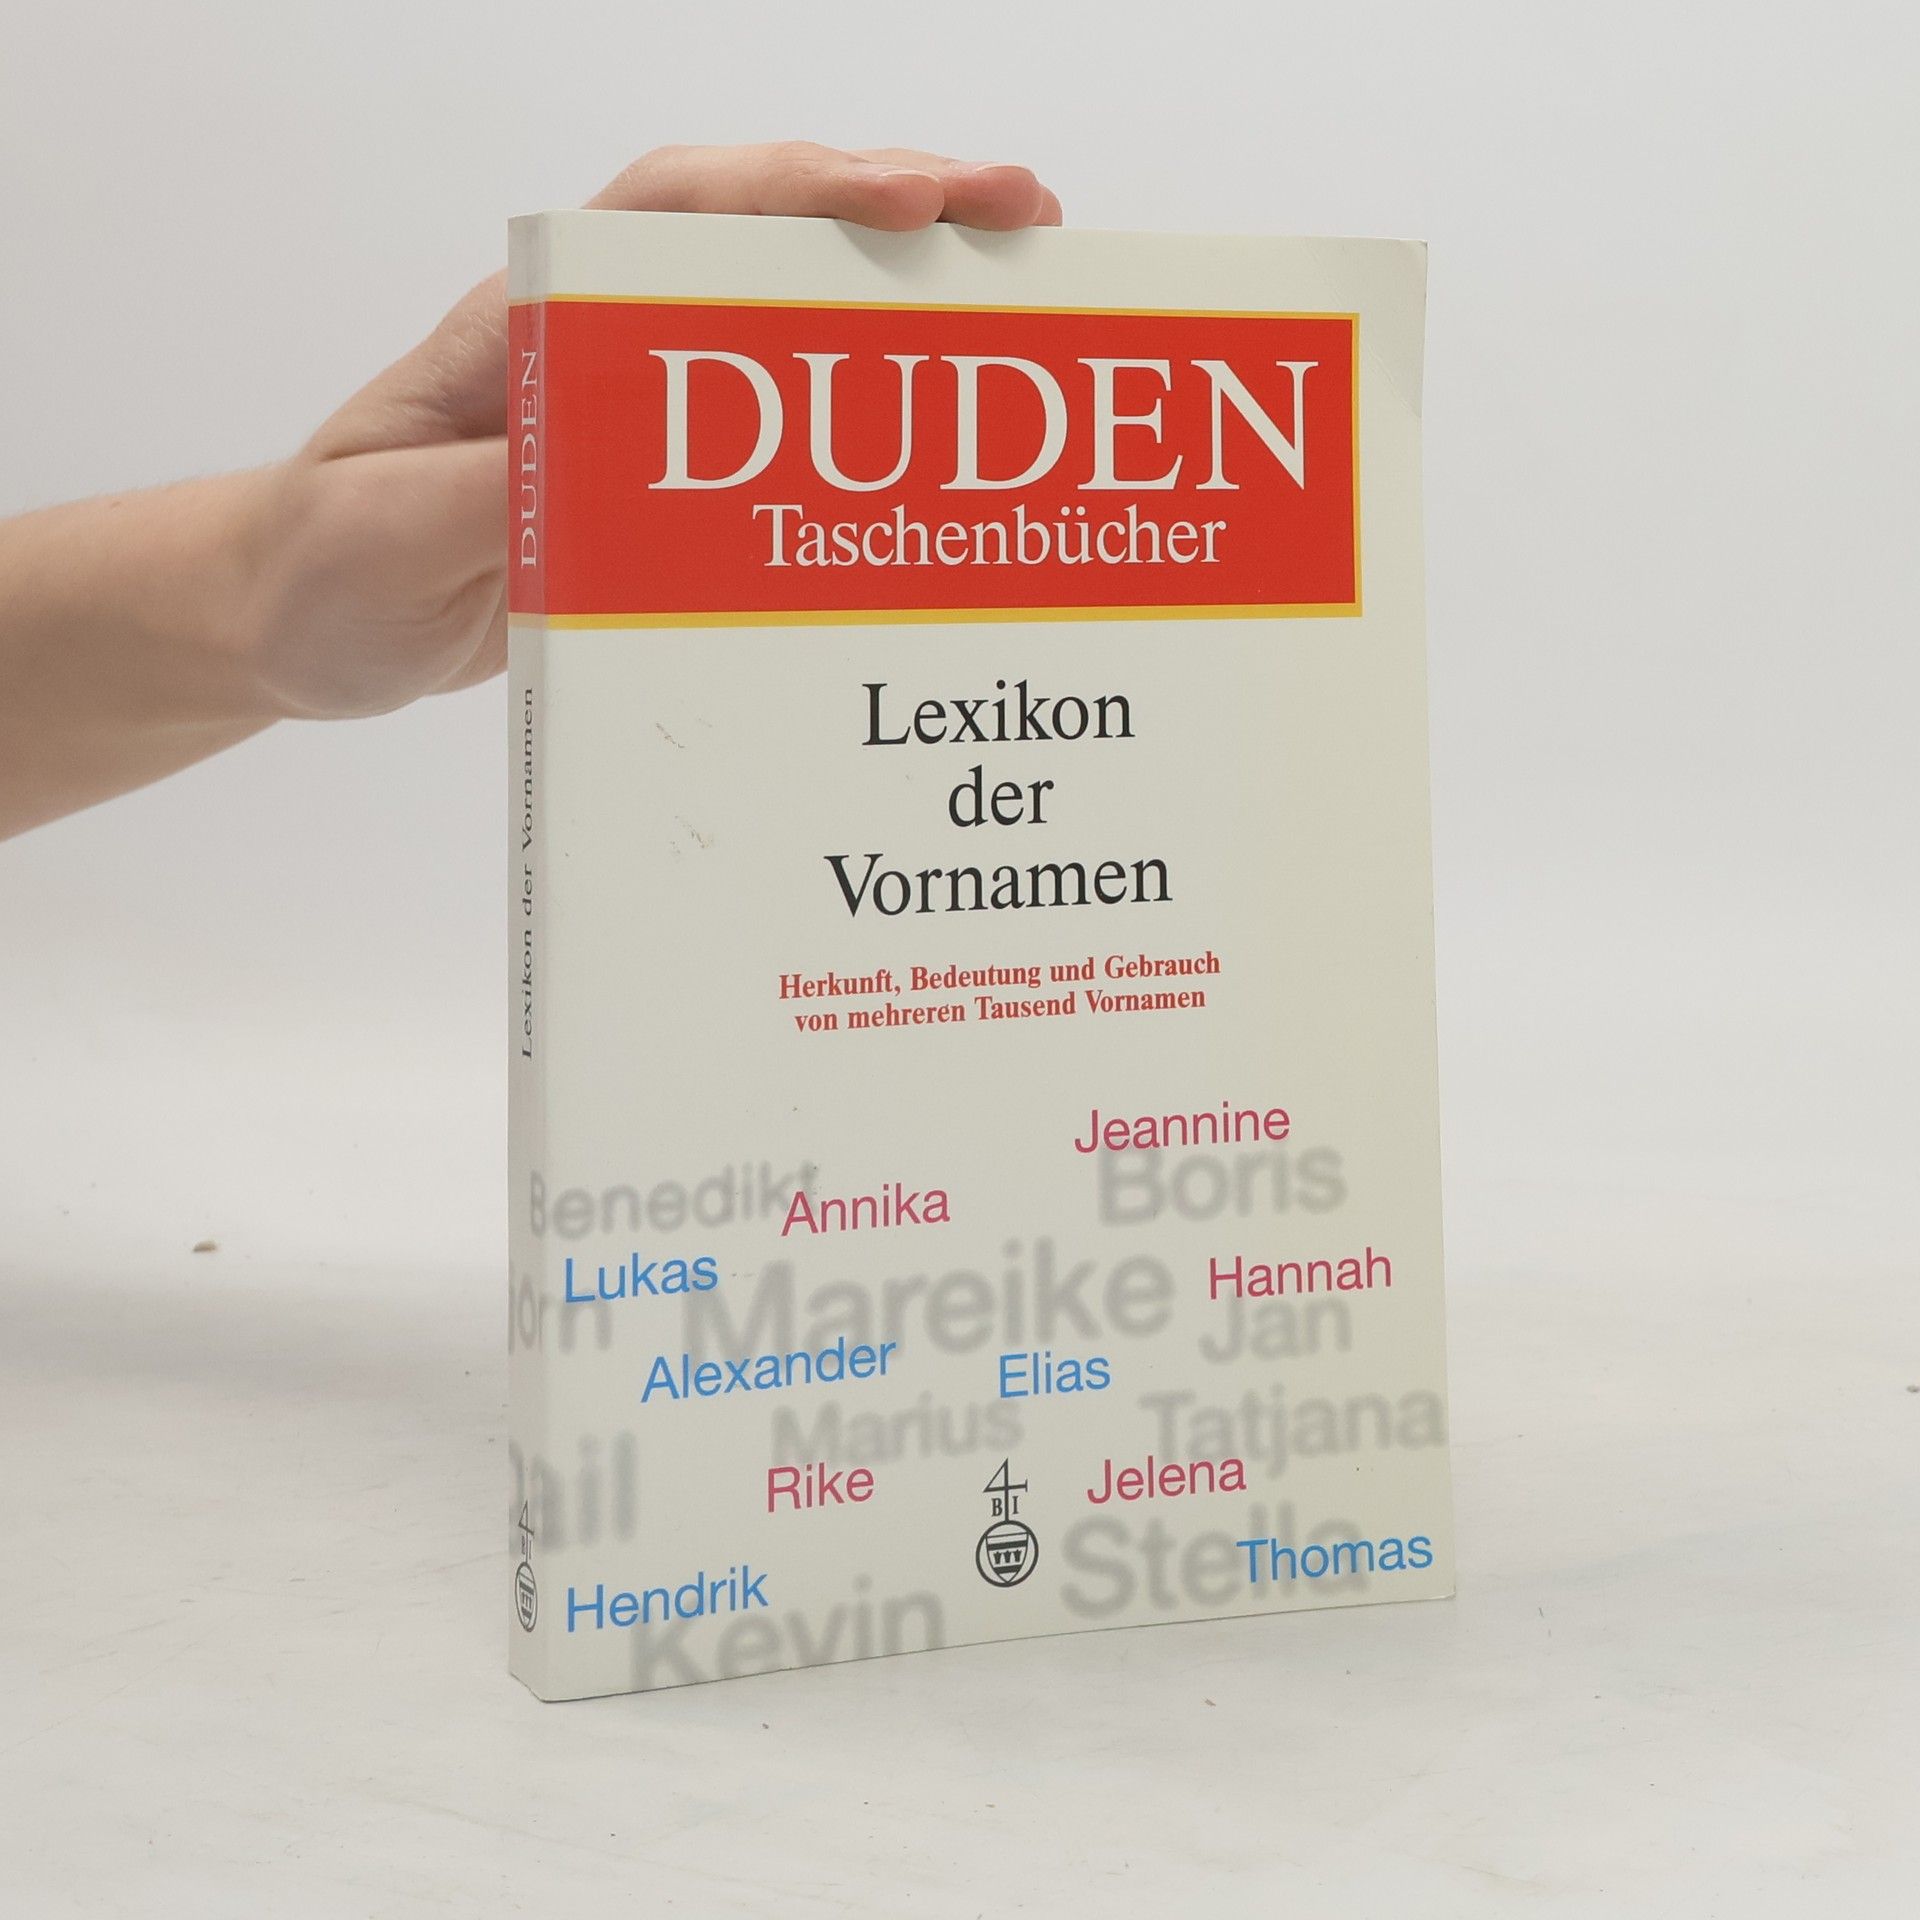 DUDEN
Taschenbücher
Lexikon
der
Vornamen
Herkunft, Bedeutung und Gebrauch
von mehreren Tausend Vornamen
Jeannine
Benedikt
Boris
Annika
Lukas
Mareike
Hannah
Jan
Alexander
Elias
Marius
Tatjana
Rike
BI
Jelena
Stella
Thomas
Hendrik
Kevin
DUDEN
Lexikon der Vornamen